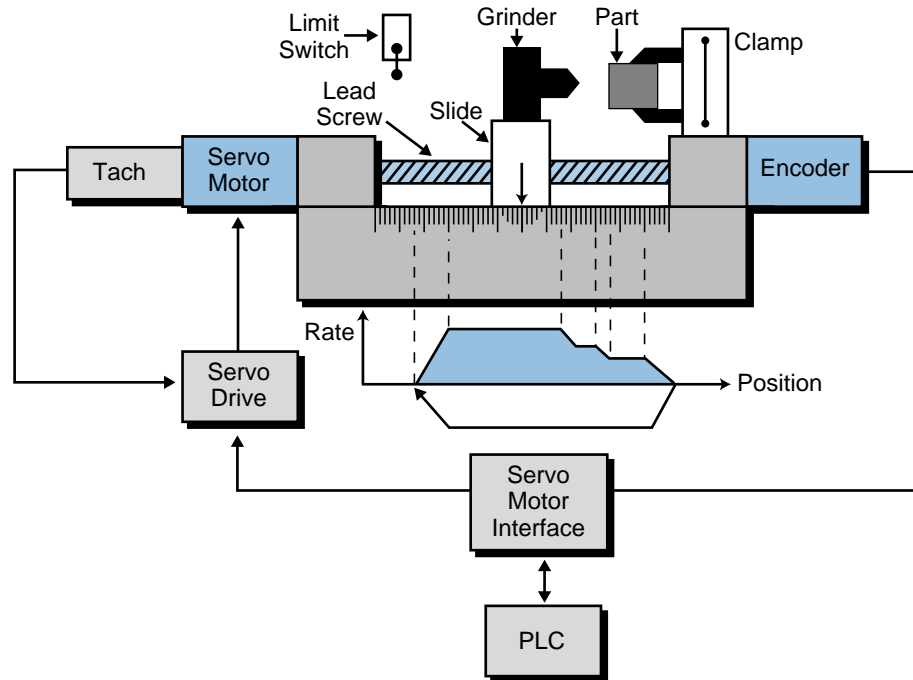 Limit
Switch
Grinder
Part
Clamp
Lead
Screw
Slide
Tach
Servo
Motor
Encoder
Rate
Position
Servo
Drive
Servo
Motor
Interface
PLC